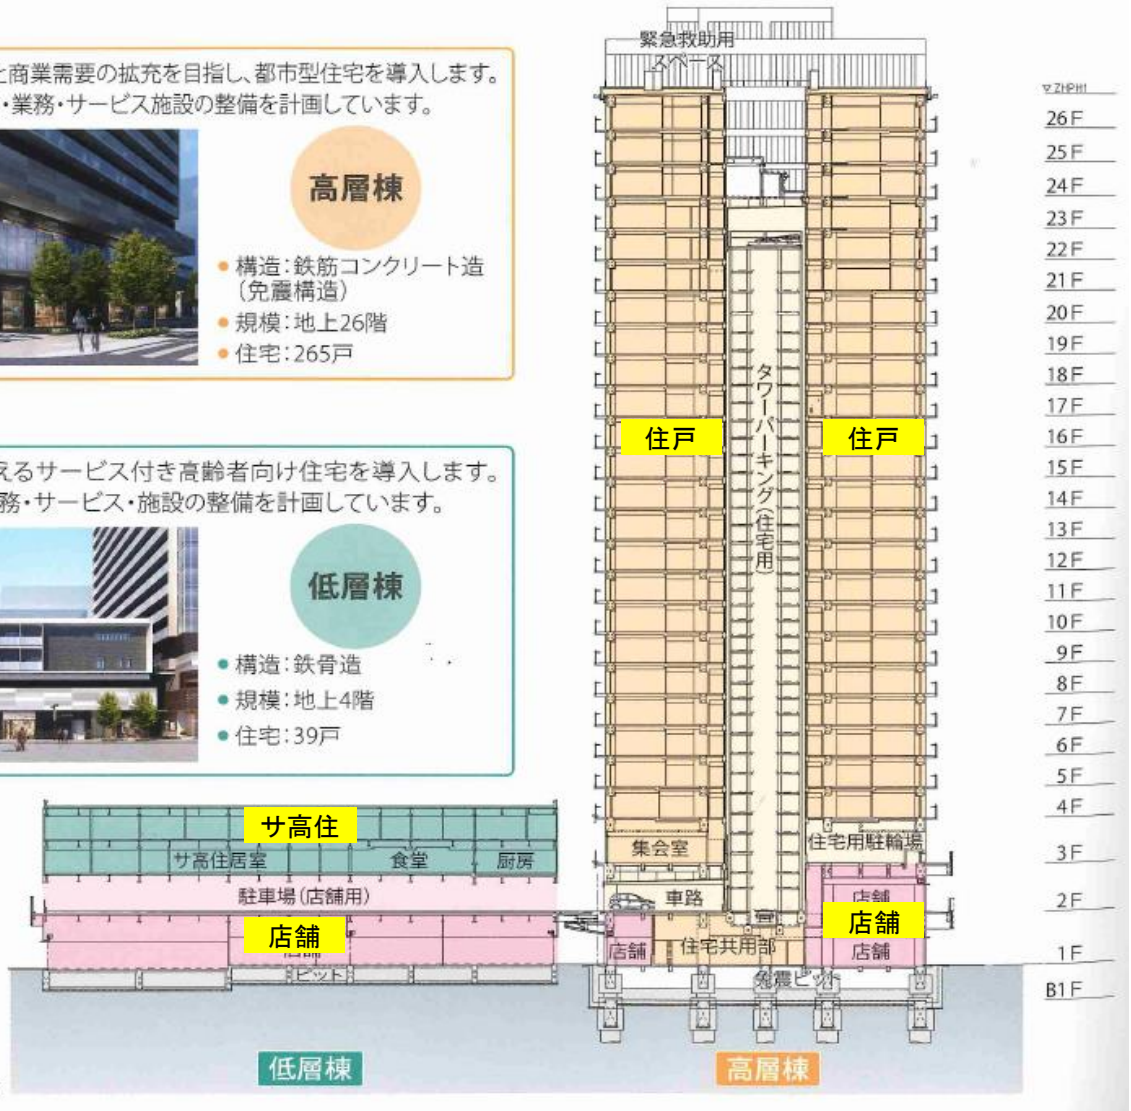 と商業需要の拡充を目指し、都市型住宅を導入します。
・業務・サービス施設の整備を計画しています。
高層棟
● 構造：鉄筋コンクリート造
（免震構造）
● 規模：地上26階
● 住宅：265戸
えるサービス付き高齢者向け住宅を導入します。
務・サービス・施設の整備を計画しています。
低層棟
● 構造：鉄骨造
● 規模：地上4階
● 住宅：39戸
緊急救助用
スペース
住戸
タワーパーキング（住宅用）
住戸
集会室
住宅用駐輪場
車路
店舗
店舗
店舗
住宅共用部
店舗
免震ピット
サ高住
サ高住居室
食堂
厨房
駐車場（店舗用）
店舗
ピット
26F
25F
24F
23F
22F
21F
20F
19F
18F
17F
16F
15F
14F
13F
12F
11F
10F
9F
8F
7F
6F
5F
4F
3F
2F
1F
B1F
低層棟
高層棟